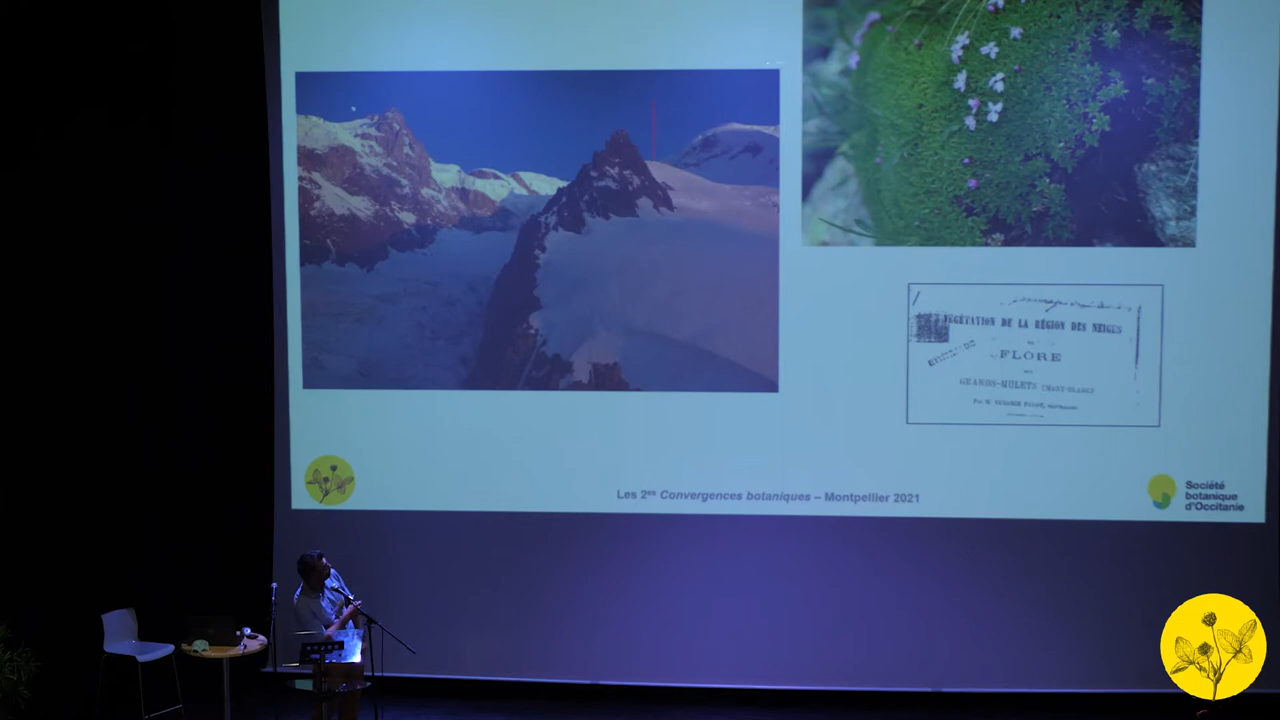 VÉGÉTATION DE LA RÉGION DES NEIGES
FLORE
GRANDS-MULETS (MONT-BLANC)
Les 2es Convergences botaniques – Montpellier 2021
Société
botanique
d'Occitanie